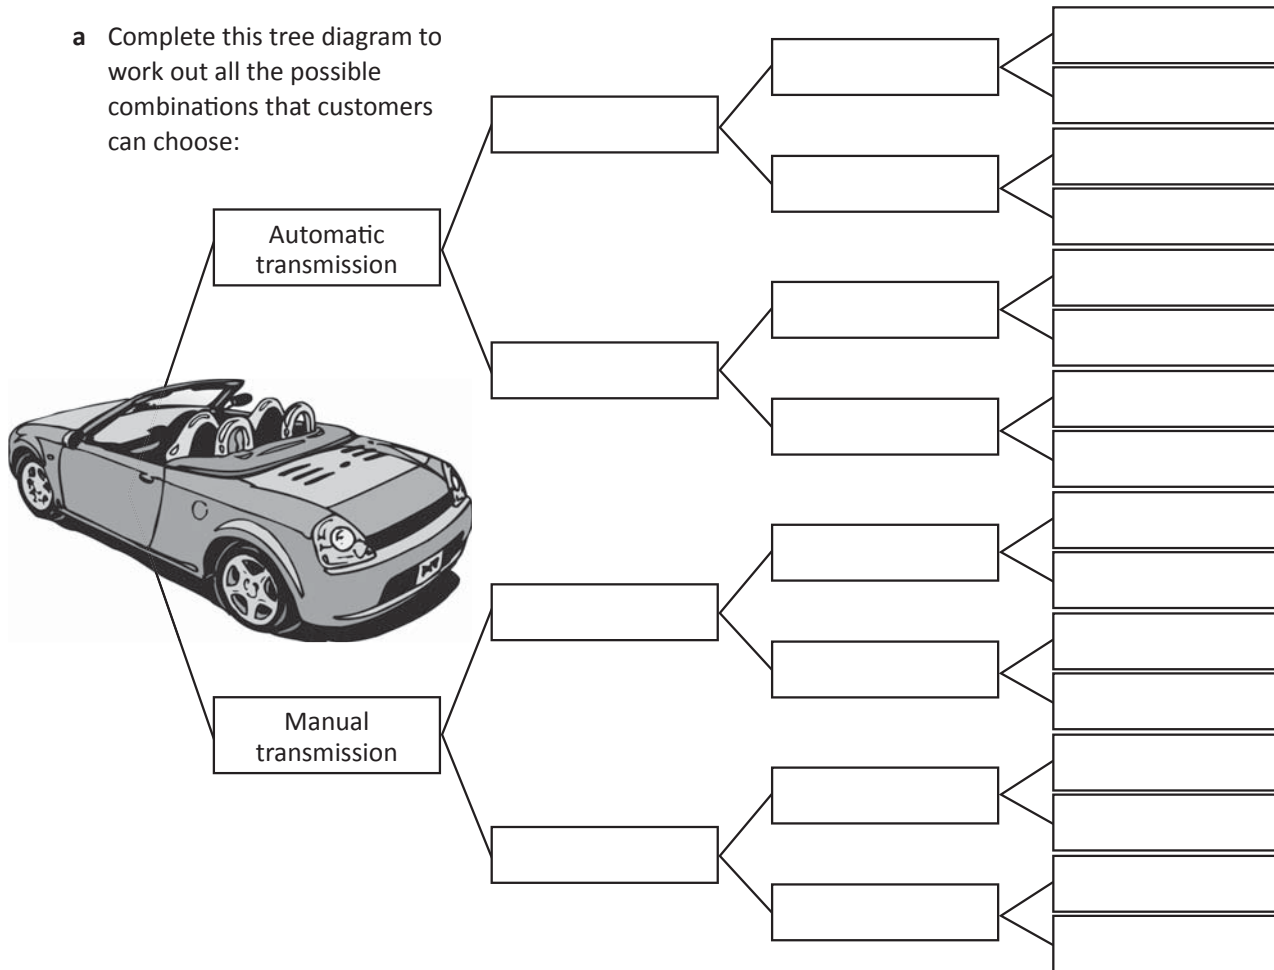 a Complete this tree diagram to
work out all the possible
combinations that customers
can choose:
Automatic
transmission
Manual
transmission